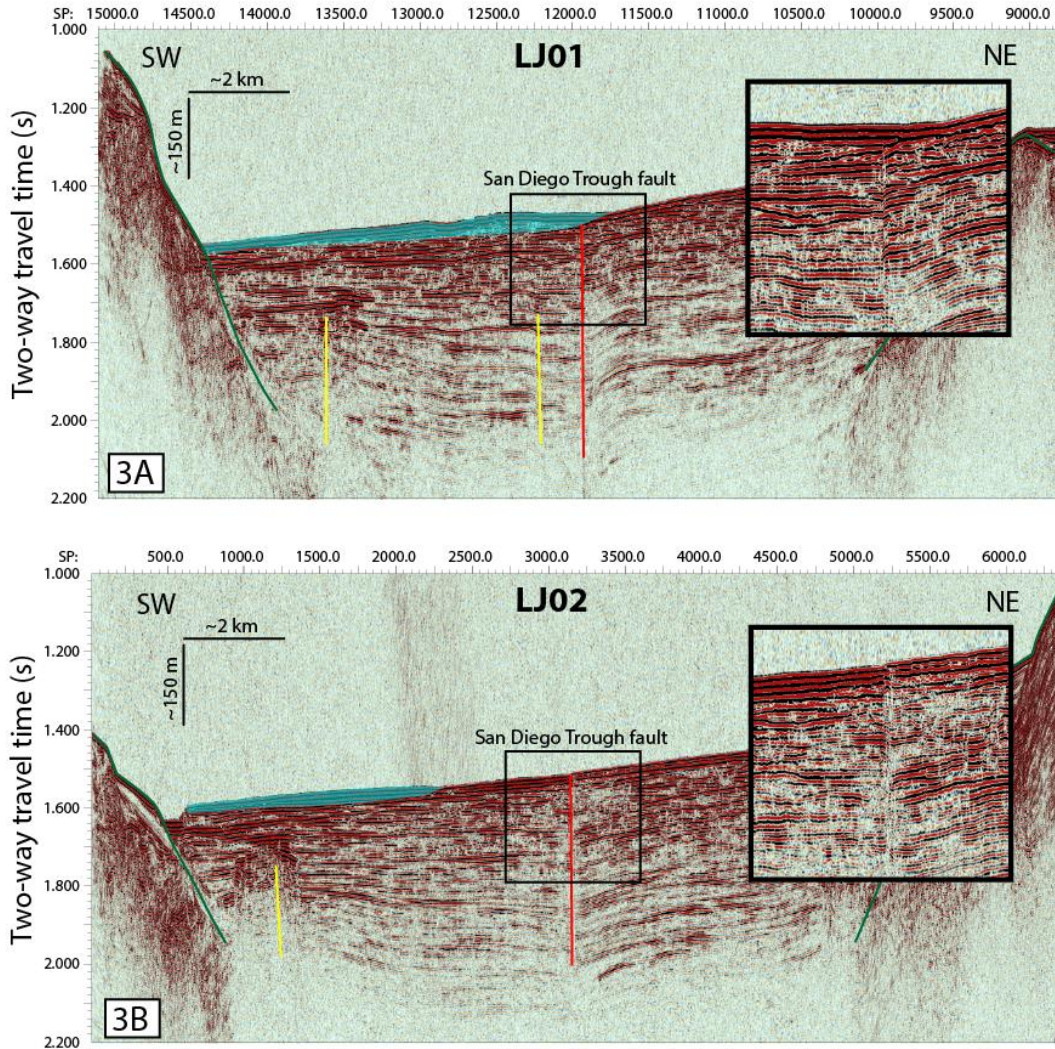 SP: 15000.0 14500.0 14000.0 13500.0 13000.0 12500.0 12000.0 11500.0 11000.0 10500.0 10000.0 9500.0 9000.0
1.000
SW LJ01 NE
~2 km
1.200
~150 m
1.400
San Diego Trough fault
1.600
1.800
2.000
2.200
Two-way travel time (s)
3A
SP: 500.0 1000.0 1500.0 2000.0 2500.0 3000.0 3500.0 4000.0 4500.0 5000.0 5500.0 6000.0
1.000
SW LJ02 NE
~2 km
1.200
~150 m
1.400
San Diego Trough fault
1.600
1.800
2.000
2.200
Two-way travel time (s)
3B